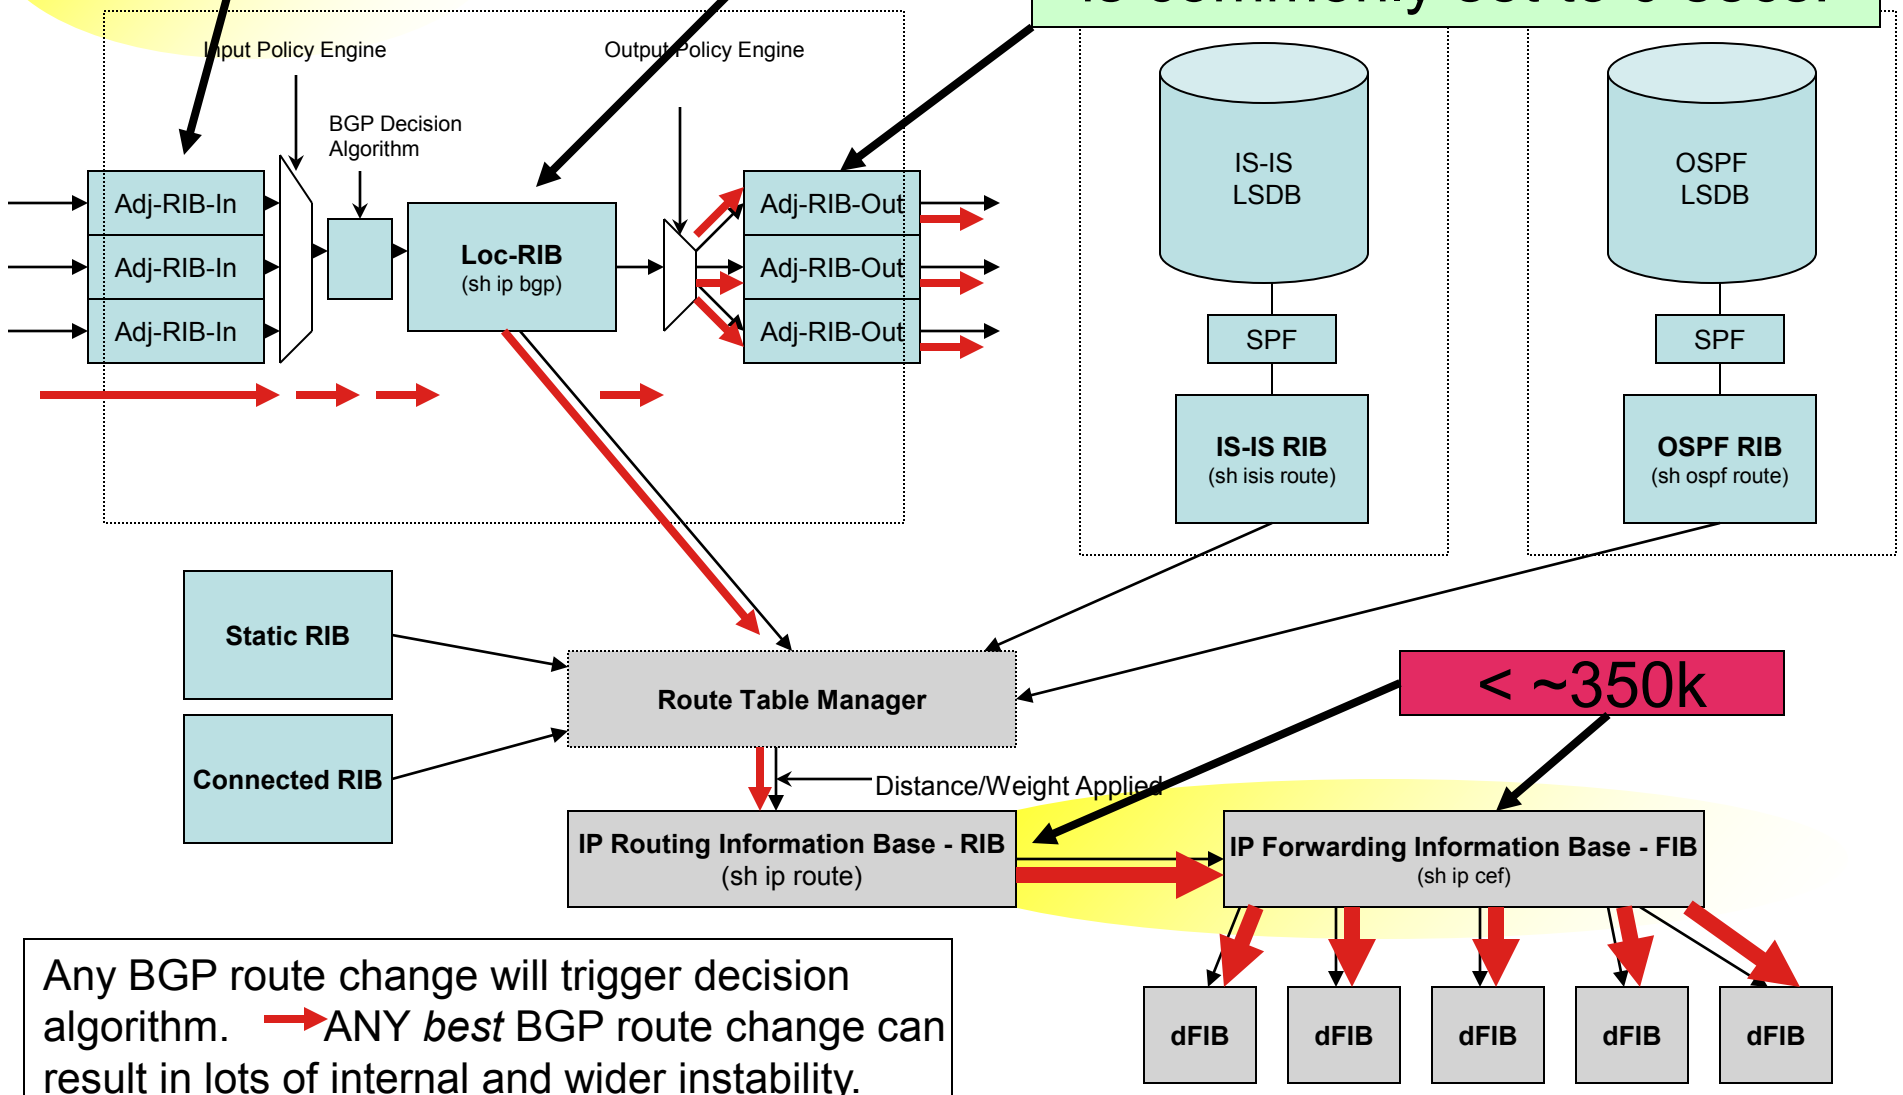 Input Policy Engine
Output Policy Engine
BGP Decision
Algorithm
Adj-RIB-In
Adj-RIB-In
Adj-RIB-In
Loc-RIB
(sh ip bgp)
Adj-RIB-Out
Adj-RIB-Out
Adj-RIB-Out
IS-IS
LSDB
SPF
IS-IS RIB
(sh isis route)
OSPF
LSDB
SPF
OSPF RIB
(sh ospf route)
Static RIB
Connected RIB
Route Table Manager
< ~350k
Distance/Weight Applied
IP Routing Information Base - RIB
(sh ip route)
IP Forwarding Information Base - FIB
(sh ip cef)
dFIB
dFIB
dFIB
dFIB
dFIB
Any BGP route change will trigger decision
algorithm. ANY best BGP route change can
result in lots of internal and wider instability.